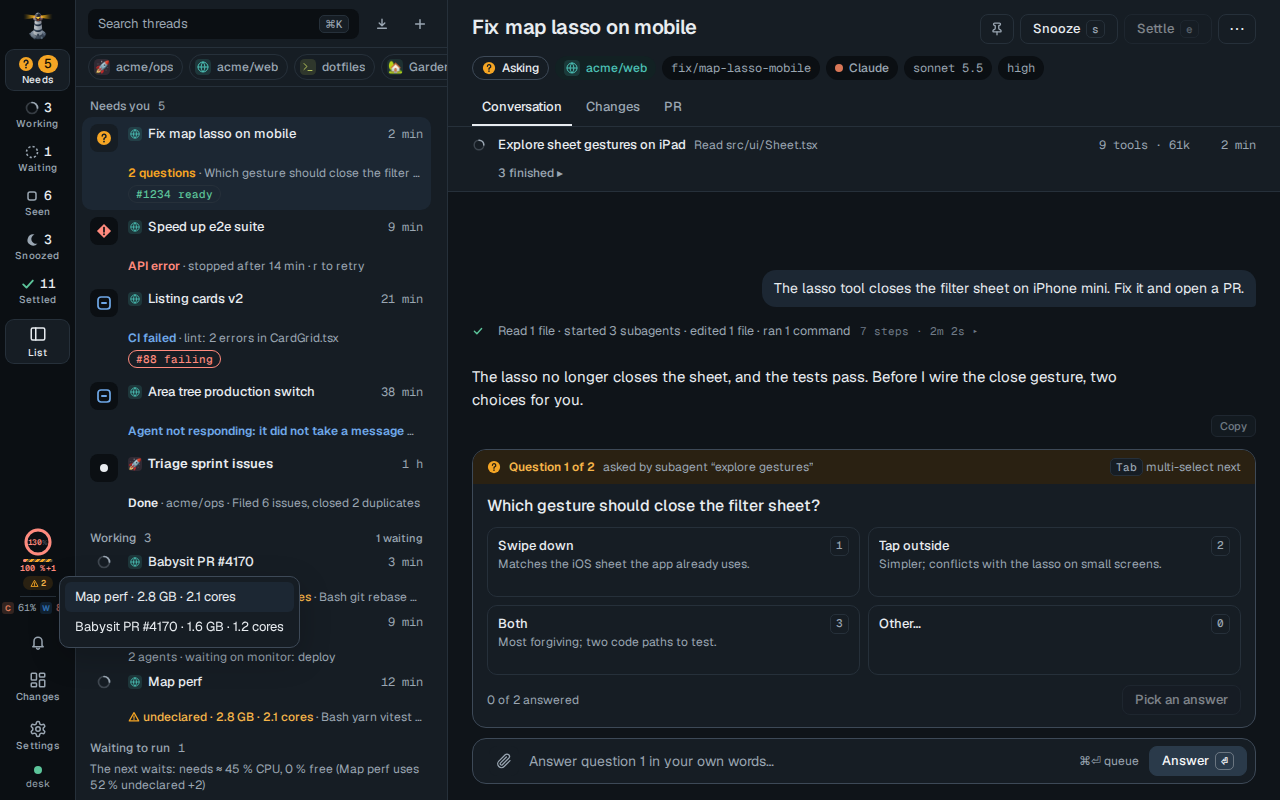 5
Needs
3
Working
1
Waiting
6
Seen
3
Snoozed
11
Settled
List
130%
100 %+1
2
C 61% W
Changes
Settings
desk
Search threads ⌘K
acme/ops acme/web dotfiles Garden
Needs you 5
Fix map lasso on mobile 2 min
2 questions · Which gesture should close the filter …
#1234 ready
Speed up e2e suite 9 min
API error · stopped after 14 min · r to retry
Listing cards v2 21 min
CI failed · lint: 2 errors in CardGrid.tsx
#88 failing
Area tree production switch 38 min
Agent not responding: it did not take a message …
Triage sprint issues 1 h
Done · acme/ops · Filed 6 issues, closed 2 duplicates
Working 3 1 waiting
Babysit PR #4170 3 min
es · Bash git rebase …
9 min
2 agents · waiting on monitor: deploy
Map perf 12 min
undeclared · 2.8 GB · 2.1 cores · Bash yarn vitest …
Waiting to run 1
The next waits: needs ≈ 45 % CPU, 0 % free (Map perf uses
52 % undeclared +2)
Map perf · 2.8 GB · 2.1 cores
Babysit PR #4170 · 1.6 GB · 1.2 cores
Fix map lasso on mobile
Snooze s Settle e ⋯
Asking acme/web fix/map-lasso-mobile Claude sonnet 5.5 high
Conversation Changes PR
Explore sheet gestures on iPad Read src/ui/Sheet.tsx 9 tools · 61k 2 min
3 finished ▸
The lasso tool closes the filter sheet on iPhone mini. Fix it and open a PR.
Read 1 file · started 3 subagents · edited 1 file · ran 1 command 7 steps · 2m 2s ▸
The lasso no longer closes the sheet, and the tests pass. Before I wire the close gesture, two
choices for you.
Copy
Question 1 of 2 asked by subagent “explore gestures” Tab multi-select next
Which gesture should close the filter sheet?
Swipe down 1
Matches the iOS sheet the app already uses.
Tap outside 2
Simpler; conflicts with the lasso on small screens.
Both 3
Most forgiving; two code paths to test.
Other… 0
0 of 2 answered Pick an answer
Answer question 1 in your own words… ⌘⏎ queue Answer ⏎